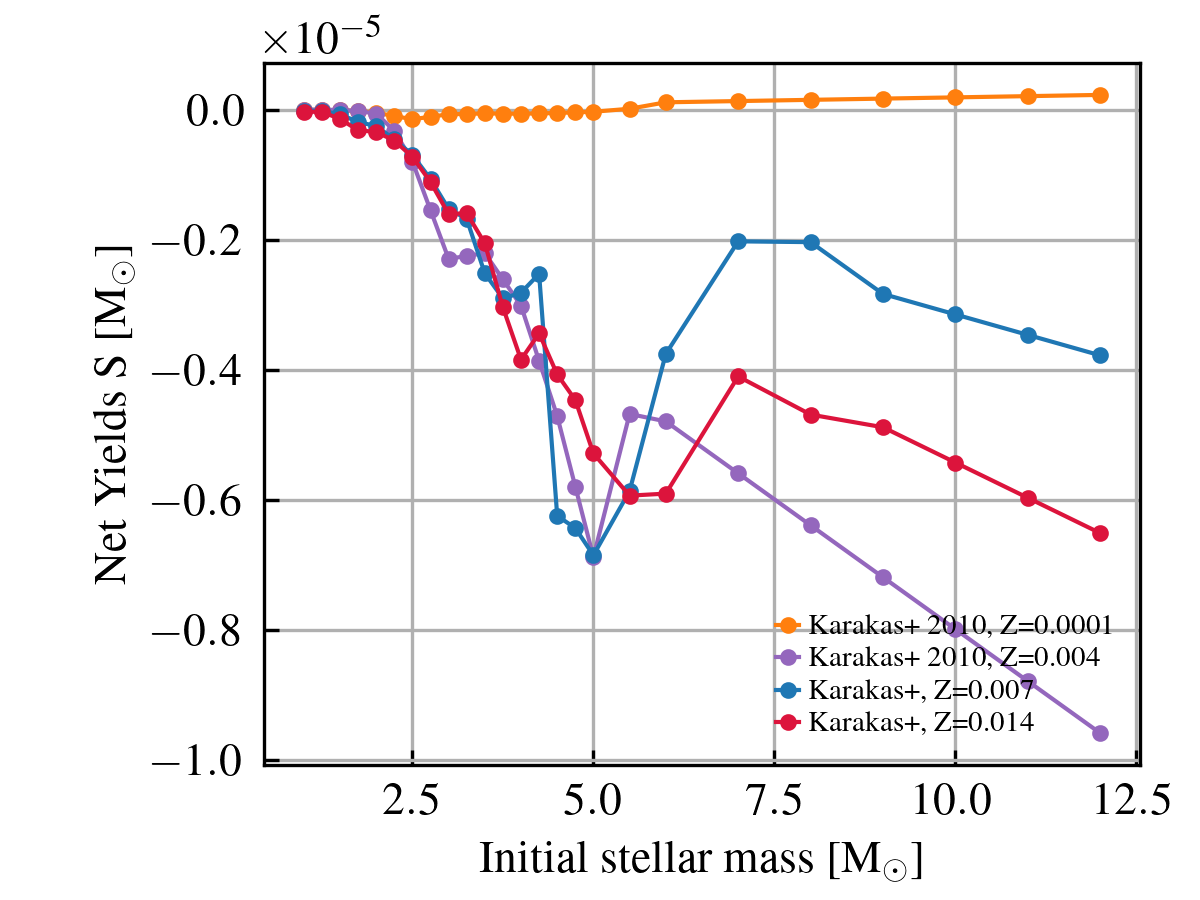 ×10⁻⁵
0.0
−0.2
−0.4
−0.6
−0.8
−1.0
Net Yields S [M☉]
Karakas+ 2010, Z=0.0001
Karakas+ 2010, Z=0.004
Karakas+, Z=0.007
Karakas+, Z=0.014
2.5 5.0 7.5 10.0 12.5
Initial stellar mass [M☉]